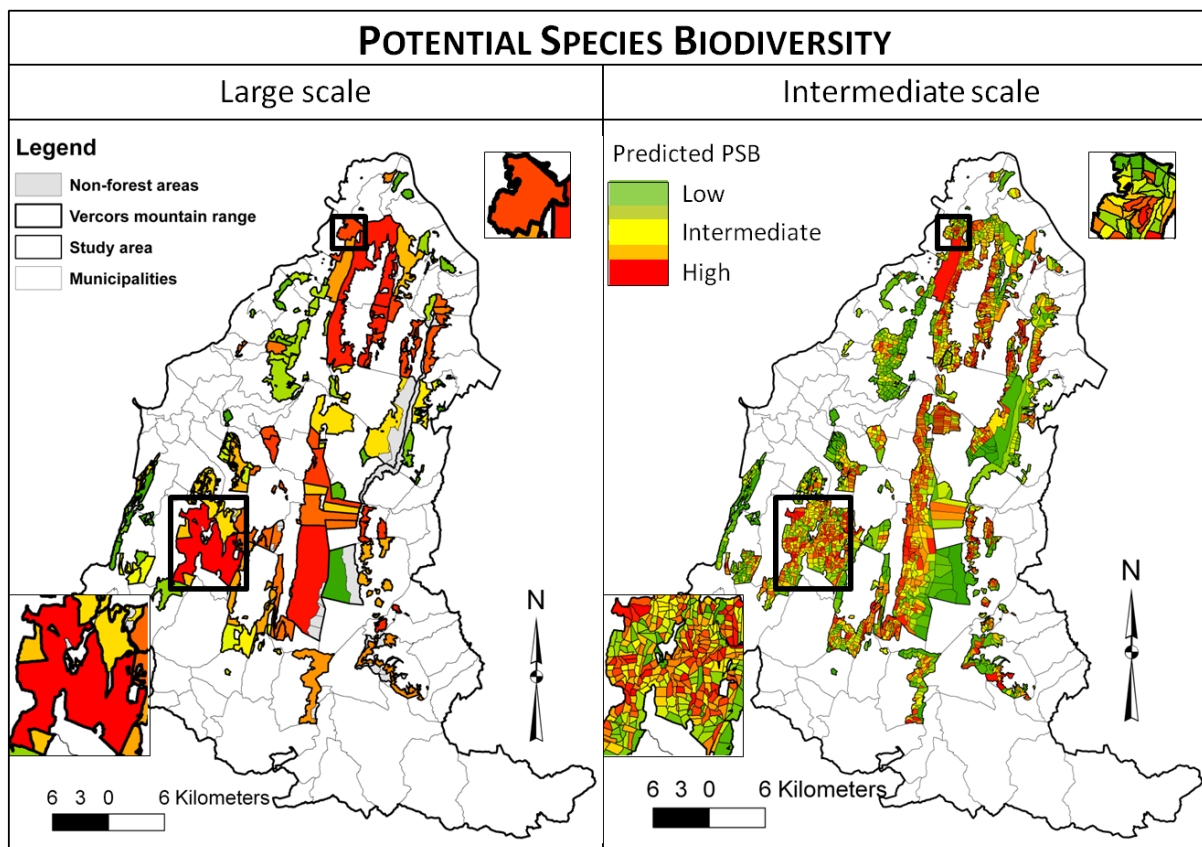 POTENTIAL SPECIES BIODIVERSITY
Large scale
Intermediate scale
Legend
Non-forest areas
Vercors mountain range
Study area
Municipalities
Predicted PSB
Low
Intermediate
High
N
N
6 3 0 6 Kilometers
6 3 0 6 Kilometers